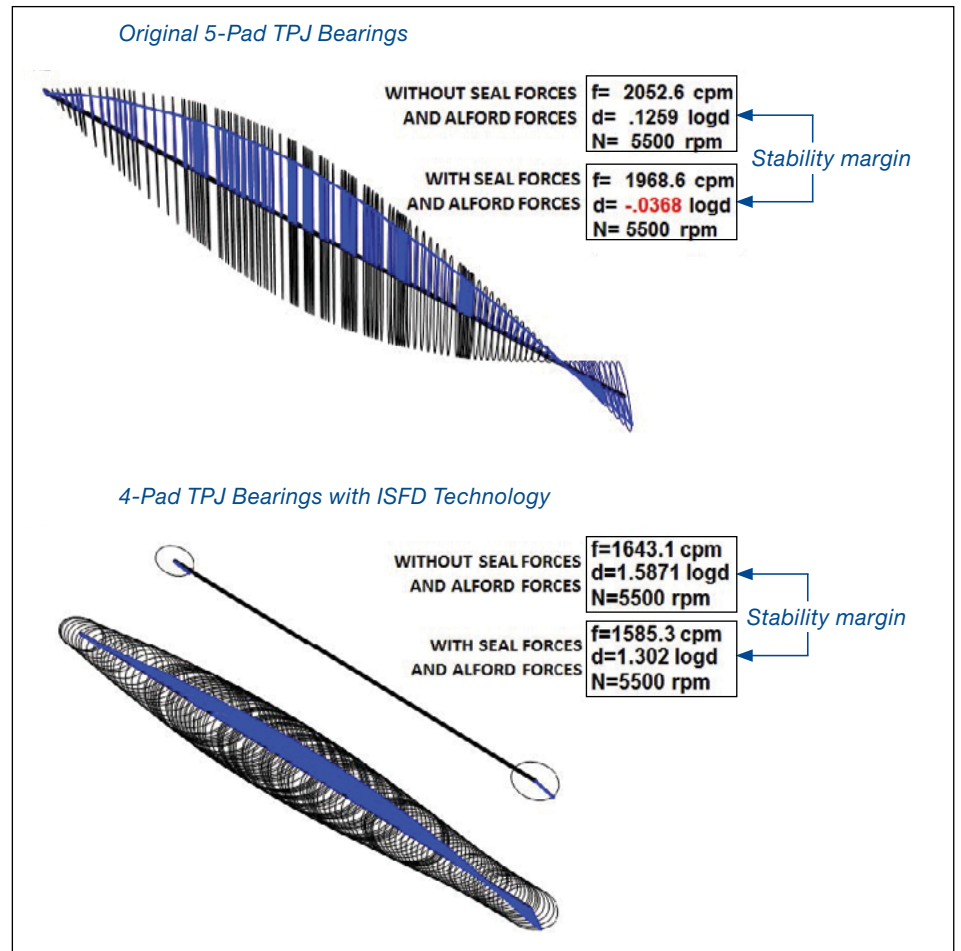 Original 5-Pad TPJ Bearings
WITHOUT SEAL FORCES
AND ALFORD FORCES
f= 2052.6 cpm
d= .1259 logd
N= 5500 rpm
Stability margin
WITH SEAL FORCES
AND ALFORD FORCES
f= 1968.6 cpm
d= -.0368 logd
N= 5500 rpm
4-Pad TPJ Bearings with ISFD Technology
WITHOUT SEAL FORCES
AND ALFORD FORCES
f=1643.1 cpm
d=1.5871 logd
N=5500 rpm
Stability margin
WITH SEAL FORCES
AND ALFORD FORCES
f=1585.3 cpm
d=1.302 logd
N=5500 rpm